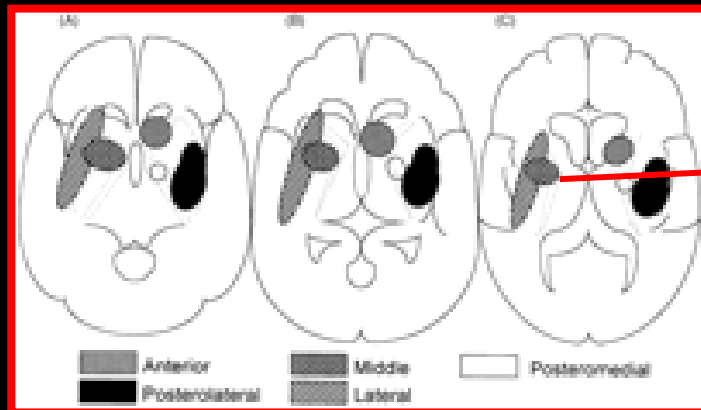 (A) (B) (C)
Anterior Middle Posteromedial
Posterolateral Lateral